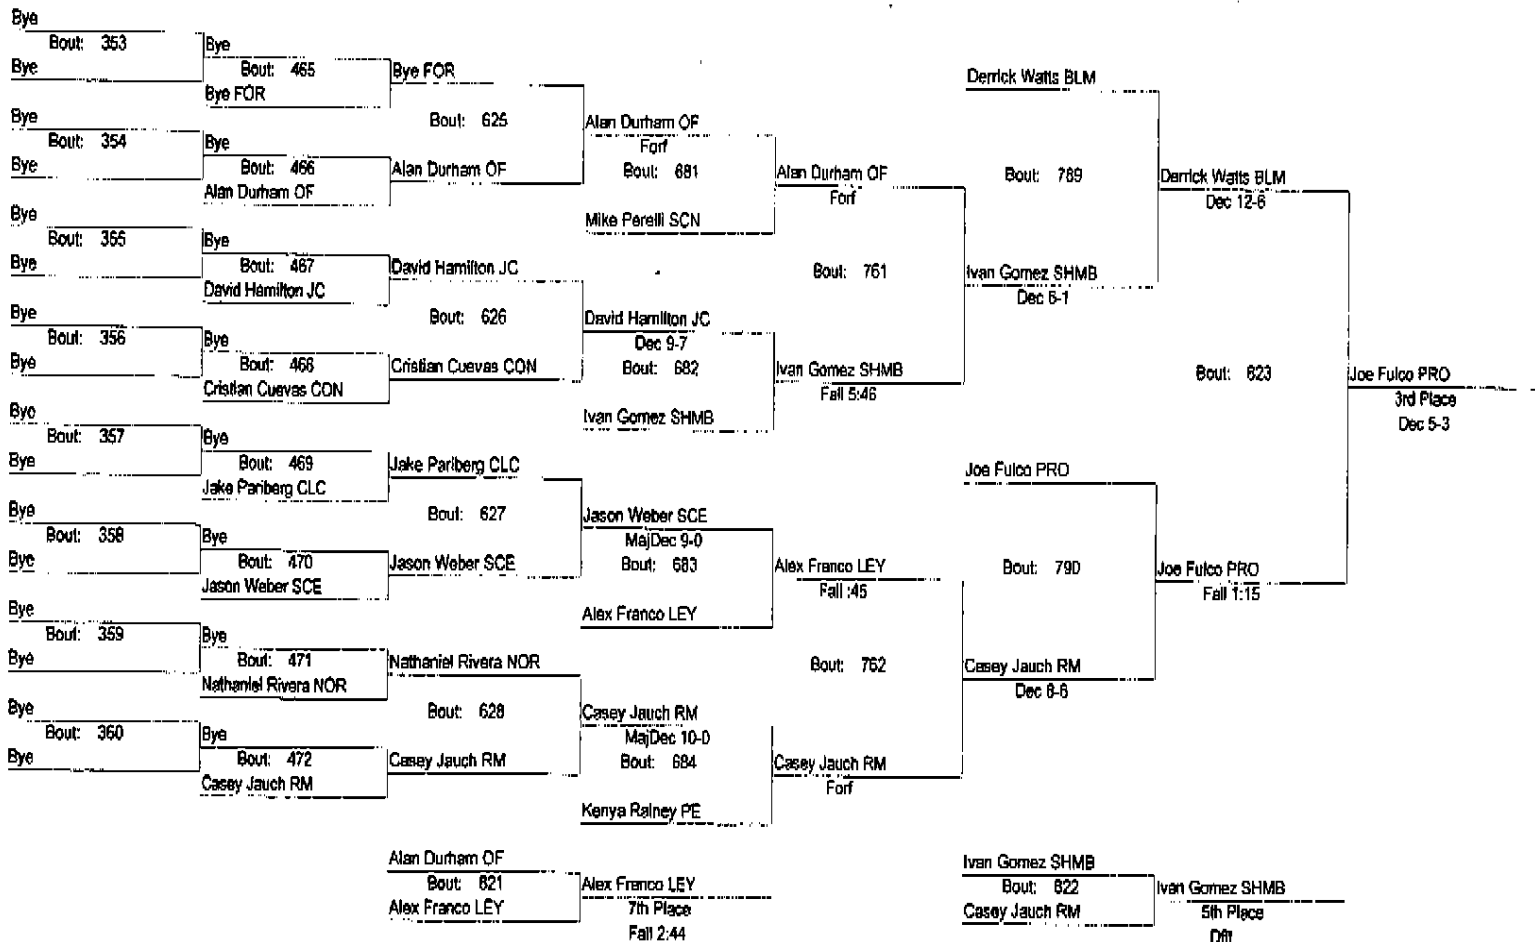 Bye
Bout: 353
Bye
Bye
Bout: 465
Bye FOR
Bye FOR
Bye
Bout: 354
Bye
Bye
Bout: 466
Alan Durham OF
Bout: 625
Alan Durham OF
Alan Durham OF
Forf
Bout: 681
Mike Perelli SCN
Alan Durham OF
Forf
Bye
Bout: 355
Bye
Bye
Bout: 467
David Hamilton JC
David Hamilton JC
Bye
Bout: 356
Bye
Bye
Bout: 468
Cristian Cuevas CON
Bout: 626
Cristian Cuevas CON
David Hamilton JC
Dec 9-7
Bout: 682
Ivan Gomez SHMB
Ivan Gomez SHMB
Fall 5:46
Bout: 761
Derrick Watts BLM
Bout: 789
Ivan Gomez SHMB
Dec 6-1
Derrick Watts BLM
Dec 12-6
Bye
Bout: 357
Bye
Bye
Bout: 469
Jake Pariberg CLC
Jake Pariberg CLC
Bye
Bout: 358
Bye
Bye
Bout: 470
Jason Weber SCE
Bout: 627
Jason Weber SCE
Jason Weber SCE
MajDec 9-0
Bout: 683
Alex Franco LEY
Alex Franco LEY
Fall :45
Bye
Bout: 359
Bye
Bye
Bout: 471
Nathaniel Rivera NOR
Nathaniel Rivera NOR
Bye
Bout: 360
Bye
Bye
Bout: 472
Casey Jauch RM
Bout: 628
Casey Jauch RM
Casey Jauch RM
MajDec 10-0
Bout: 684
Kenya Rainey PE
Casey Jauch RM
Forf
Bout: 762
Joe Fulco PRO
Bout: 790
Casey Jauch RM
Dec 8-6
Joe Fulco PRO
Fall 1:15
Bout: 823
Joe Fulco PRO
3rd Place
Dec 5-3
Alan Durham OF
Bout: 821
Alex Franco LEY
Alex Franco LEY
7th Place
Fall 2:44
Ivan Gomez SHMB
Bout: 822
Casey Jauch RM
Ivan Gomez SHMB
5th Place
Dflt